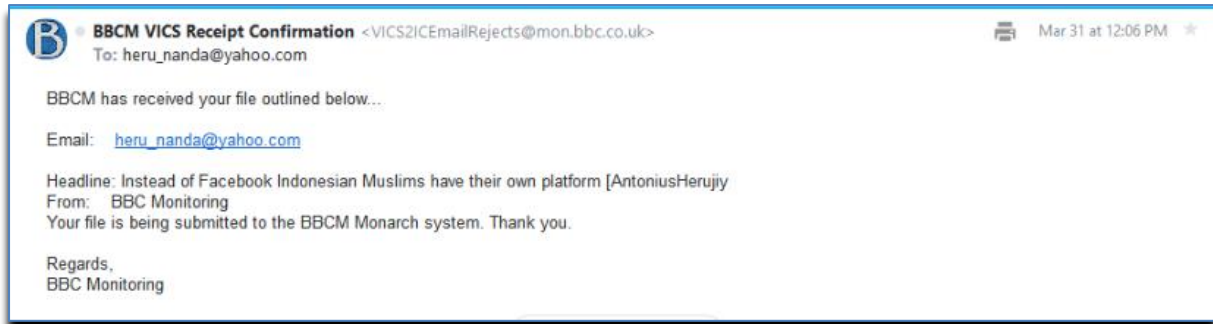 B
BBCM VICS Receipt Confirmation <VICS2ICEmailRejects@mon.bbc.co.uk> Mar 31 at 12:06 PM
To: heru_nanda@yahoo.com
BBCM has received your file outlined below...
Email: heru_nanda@yahoo.com
Headline: Instead of Facebook Indonesian Muslims have their own platform [AntoniusHerujiy
From: BBC Monitoring
Your file is being submitted to the BBCM Monarch system. Thank you.
Regards,
BBC Monitoring